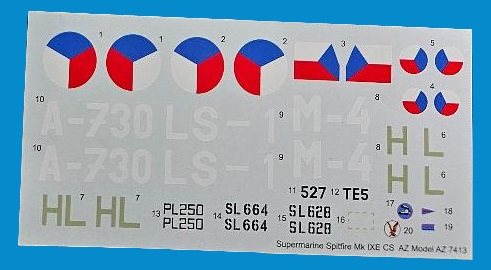 1 1 2 2 3 5
4
10 A-730 LS-1 9 M-4 8 6
H L
10 A-730 LS-1 9 M-4 8 6
H L
HL 7 HL 7
11 527 12 TE5
13 PL250 14 SL664 15 SL628 16 17 18
PL250 SL664 SL628 20 19
Supermarine Spitfire Mk IXE CS AZ Model AZ 7413